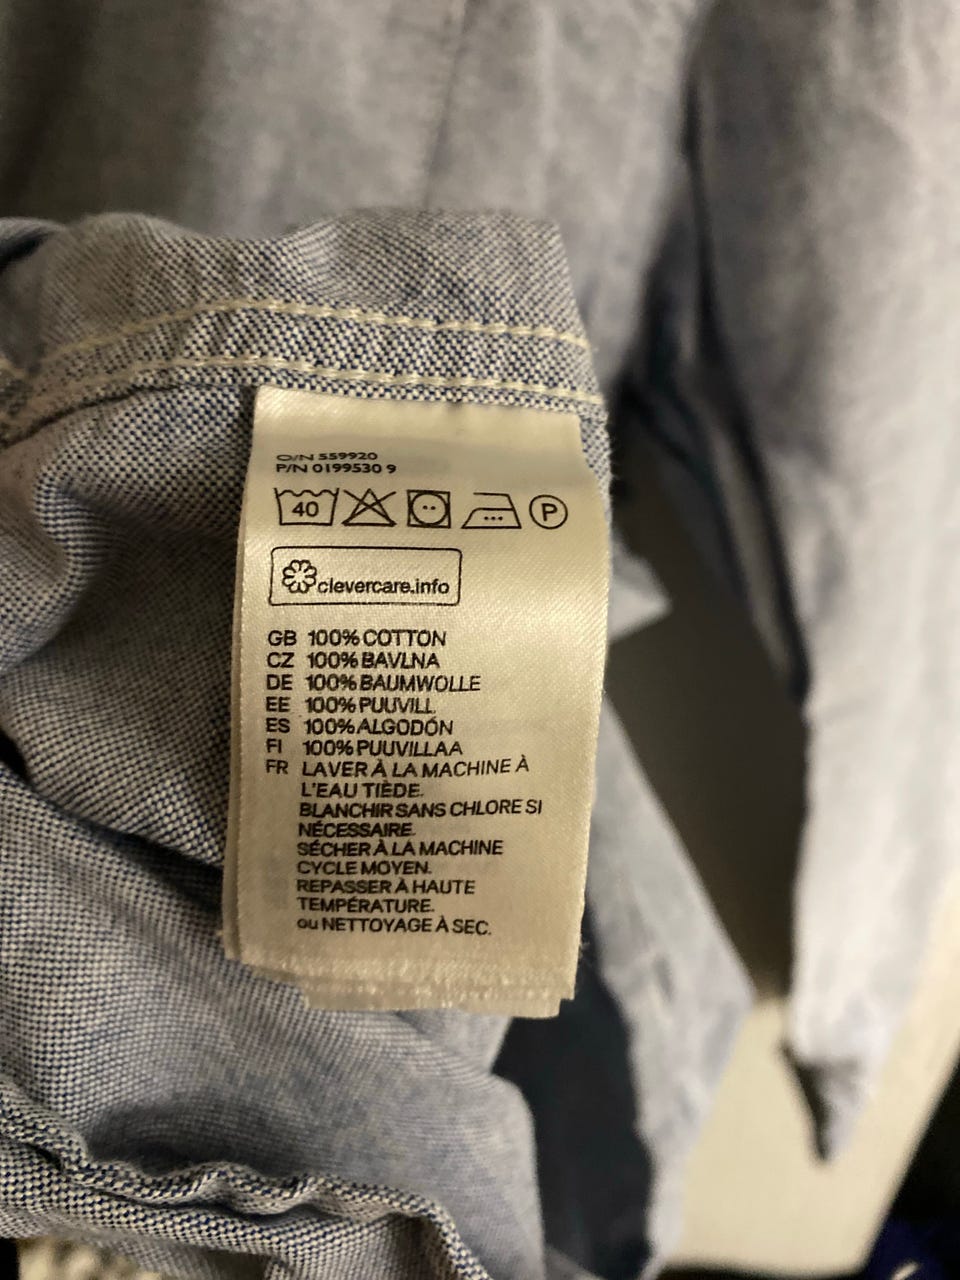 O/N 559920
P/N 0199530 9
40 P
clevercare.info
GB 100% COTTON
CZ 100% BAVLNA
DE 100% BAUMWOLLE
EE 100% PUUVILL
ES 100% ALGODÓN
FI 100% PUUVILLAA
FR LAVER À LA MACHINE À
L'EAU TIÈDE.
BLANCHIR SANS CHLORE SI
NÉCESSAIRE.
SÉCHER À LA MACHINE
CYCLE MOYEN.
REPASSER À HAUTE
TEMPÉRATURE.
ou NETTOYAGE À SEC.